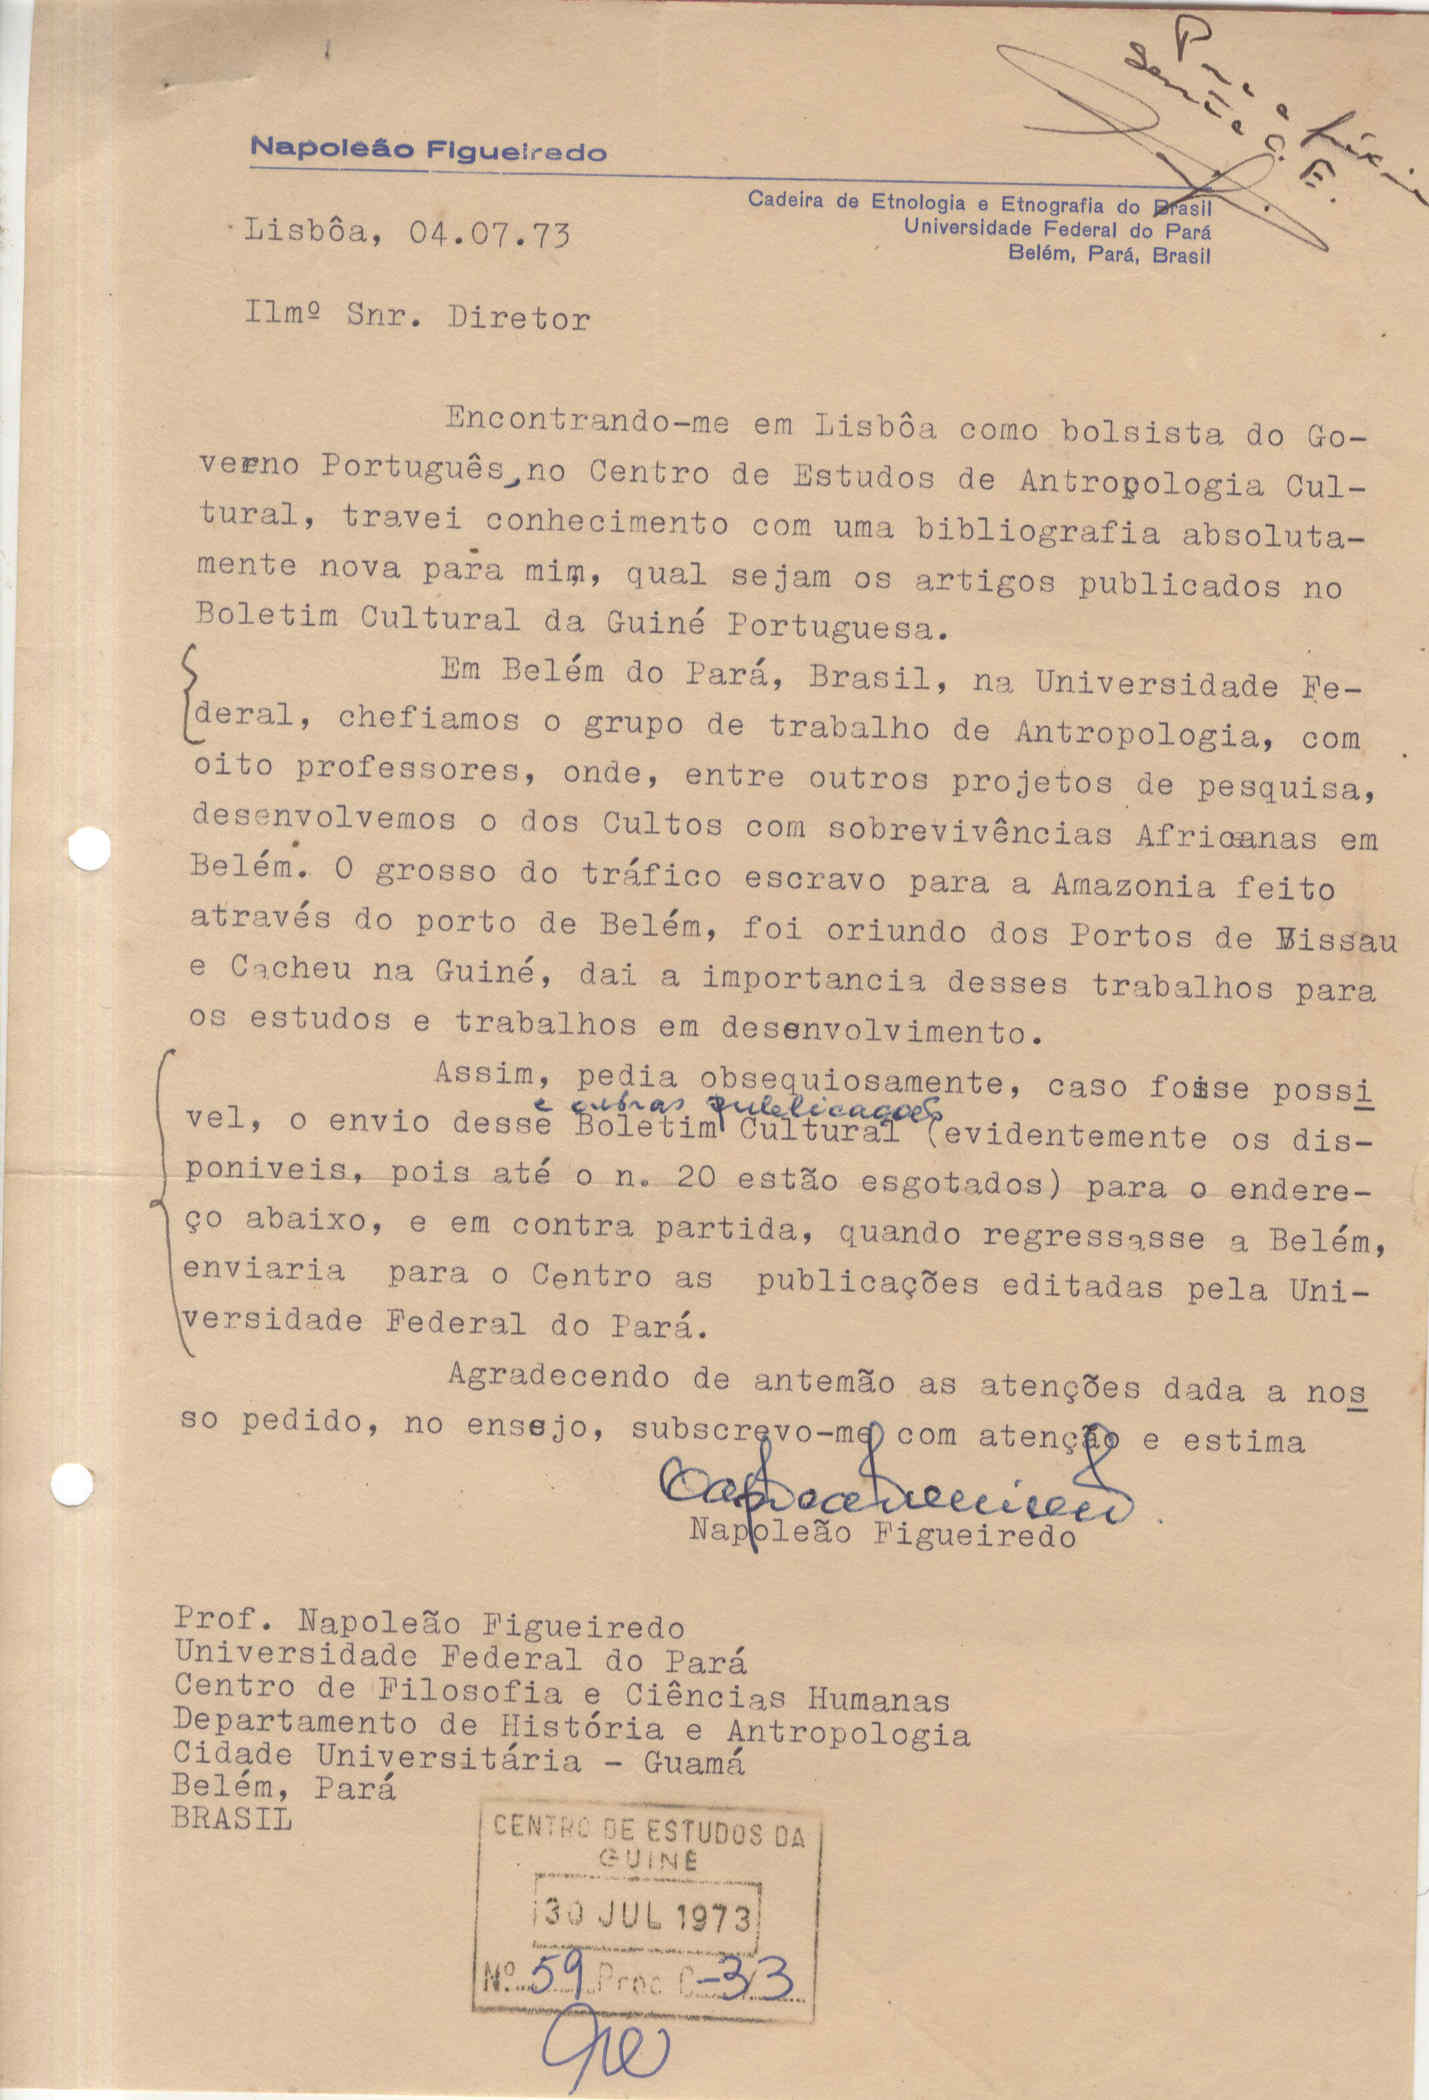 Napoleão Figueiredo
Cadeira de Etnologia e Etnografia do Brasil
Universidade Federal do Pará
Belém, Pará, Brasil
Lisbôa, 04.07.73
Ilmº Snr. Diretor
Encontrando-me em Lisbôa como bolsista do Go-
verno Português, no Centro de Estudos de Antropologia Cul-
tural, travei conhecimento com uma bibliografia absoluta-
mente nova para mim, qual sejam os artigos publicados no
Boletim Cultural da Guiné Portuguesa.
Em Belém do Pará, Brasil, na Universidade Fe-
deral, chefiamos o grupo de trabalho de Antropologia, com
oito professores, onde, entre outros projetos de pesquisa,
desenvolvemos o dos Cultos com sobrevivências Africanas em
Belém. O grosso do tráfico escravo para a Amazonia feito
através do porto de Belém, foi oriundo dos Portos de Bissau
e Cacheu na Guiné, dai a importancia desses trabalhos para
os estudos e trabalhos em desenvolvimento.
Assim, pedia obsequiosamente, caso fosse possi
e outras publicações
vel, o envio desse Boletim Cultural (evidentemente os dis-
poniveis, pois até o n. 20 estão esgotados) para o endere-
ço abaixo, e em contra partida, quando regressasse a Belém,
enviaria para o Centro as publicações editadas pela Uni-
versidade Federal do Pará.
Agradecendo de antemão as atenções dada a nos
so pedido, no ensejo, subscrevo-me com atenção e estima
Napoleão Figueiredo
Prof. Napoleão Figueiredo
Universidade Federal do Pará
Centro de Filosofia e Ciências Humanas
Departamento de História e Antropologia
Cidade Universitária - Guamá
Belém, Pará
BRASIL
CENTRO DE ESTUDOS DA
GUINÉ
30 JUL 1973
Nº 59 Proc C-3/3